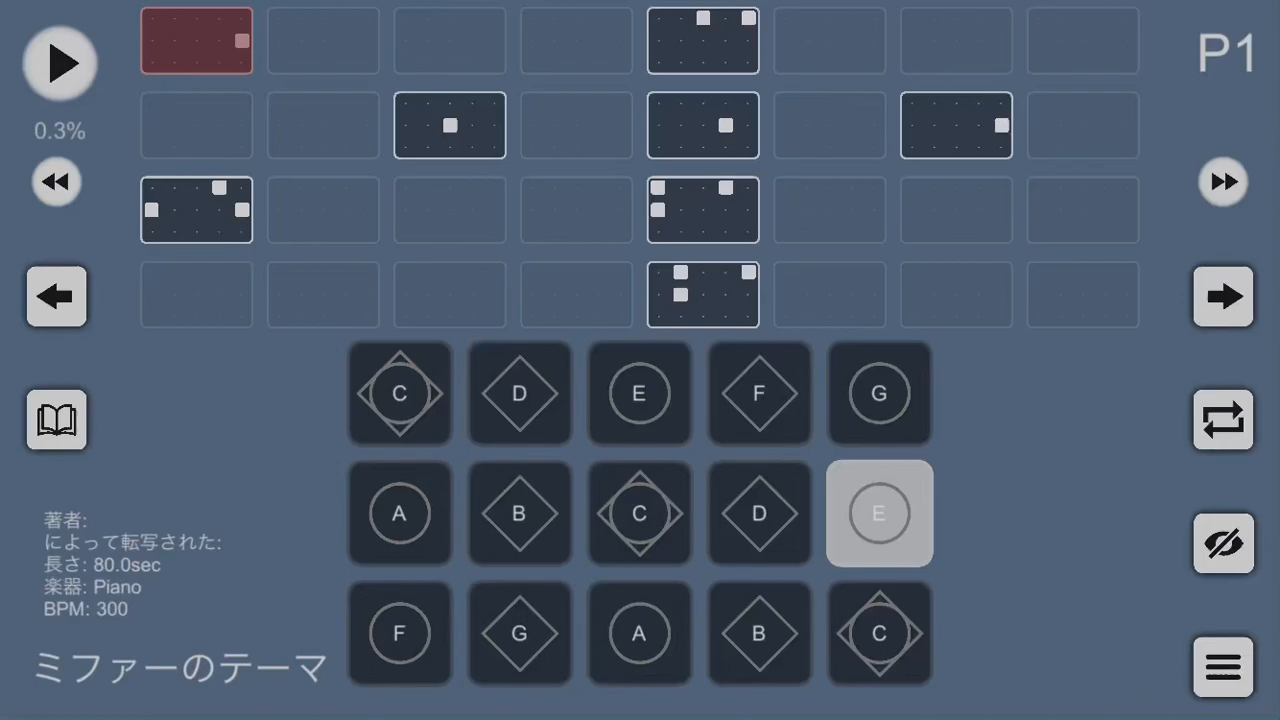 P1
0.3%
C D E F G
A B C D E
F G A B C
著者:
によって転写された:
長さ: 80.0sec
楽器: Piano
BPM: 300
ミファーのテーマ